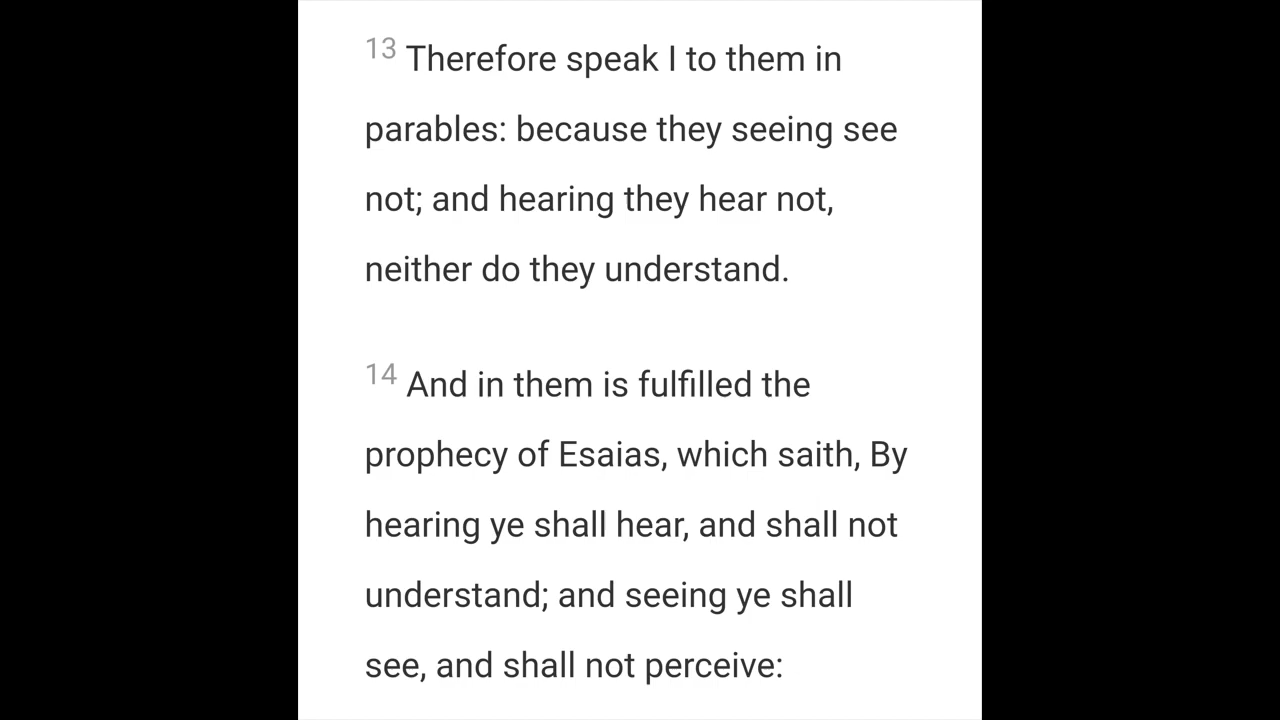 13 Therefore speak I to them in
parables: because they seeing see
not; and hearing they hear not,
neither do they understand.
14 And in them is fulfilled the
prophecy of Esaias, which saith, By
hearing ye shall hear, and shall not
understand; and seeing ye shall
see, and shall not perceive: